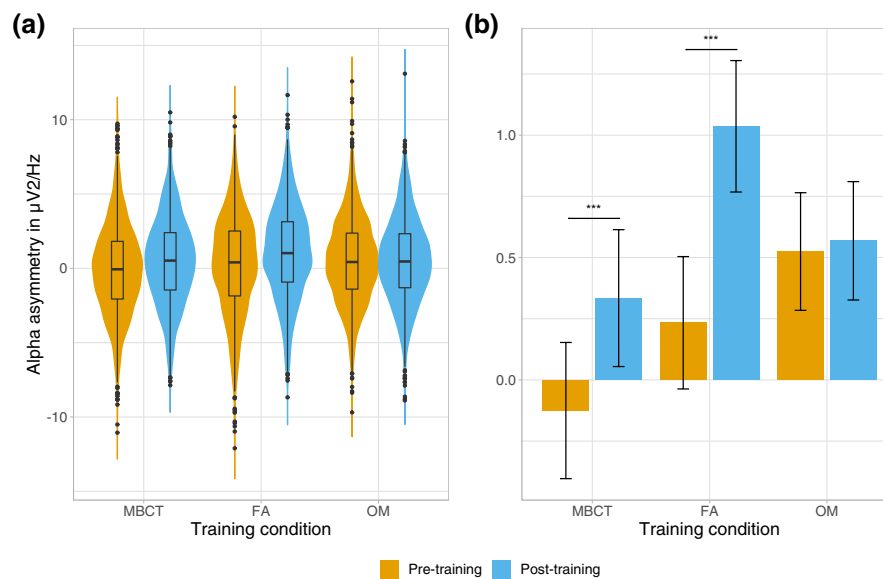 (a)
(b)
Alpha asymmetry in µV2/Hz
10
0
-10
MBCT
FA
OM
Training condition
***
***
1.0
0.5
0.0
MBCT
FA
OM
Training condition
Pre-training
Post-training